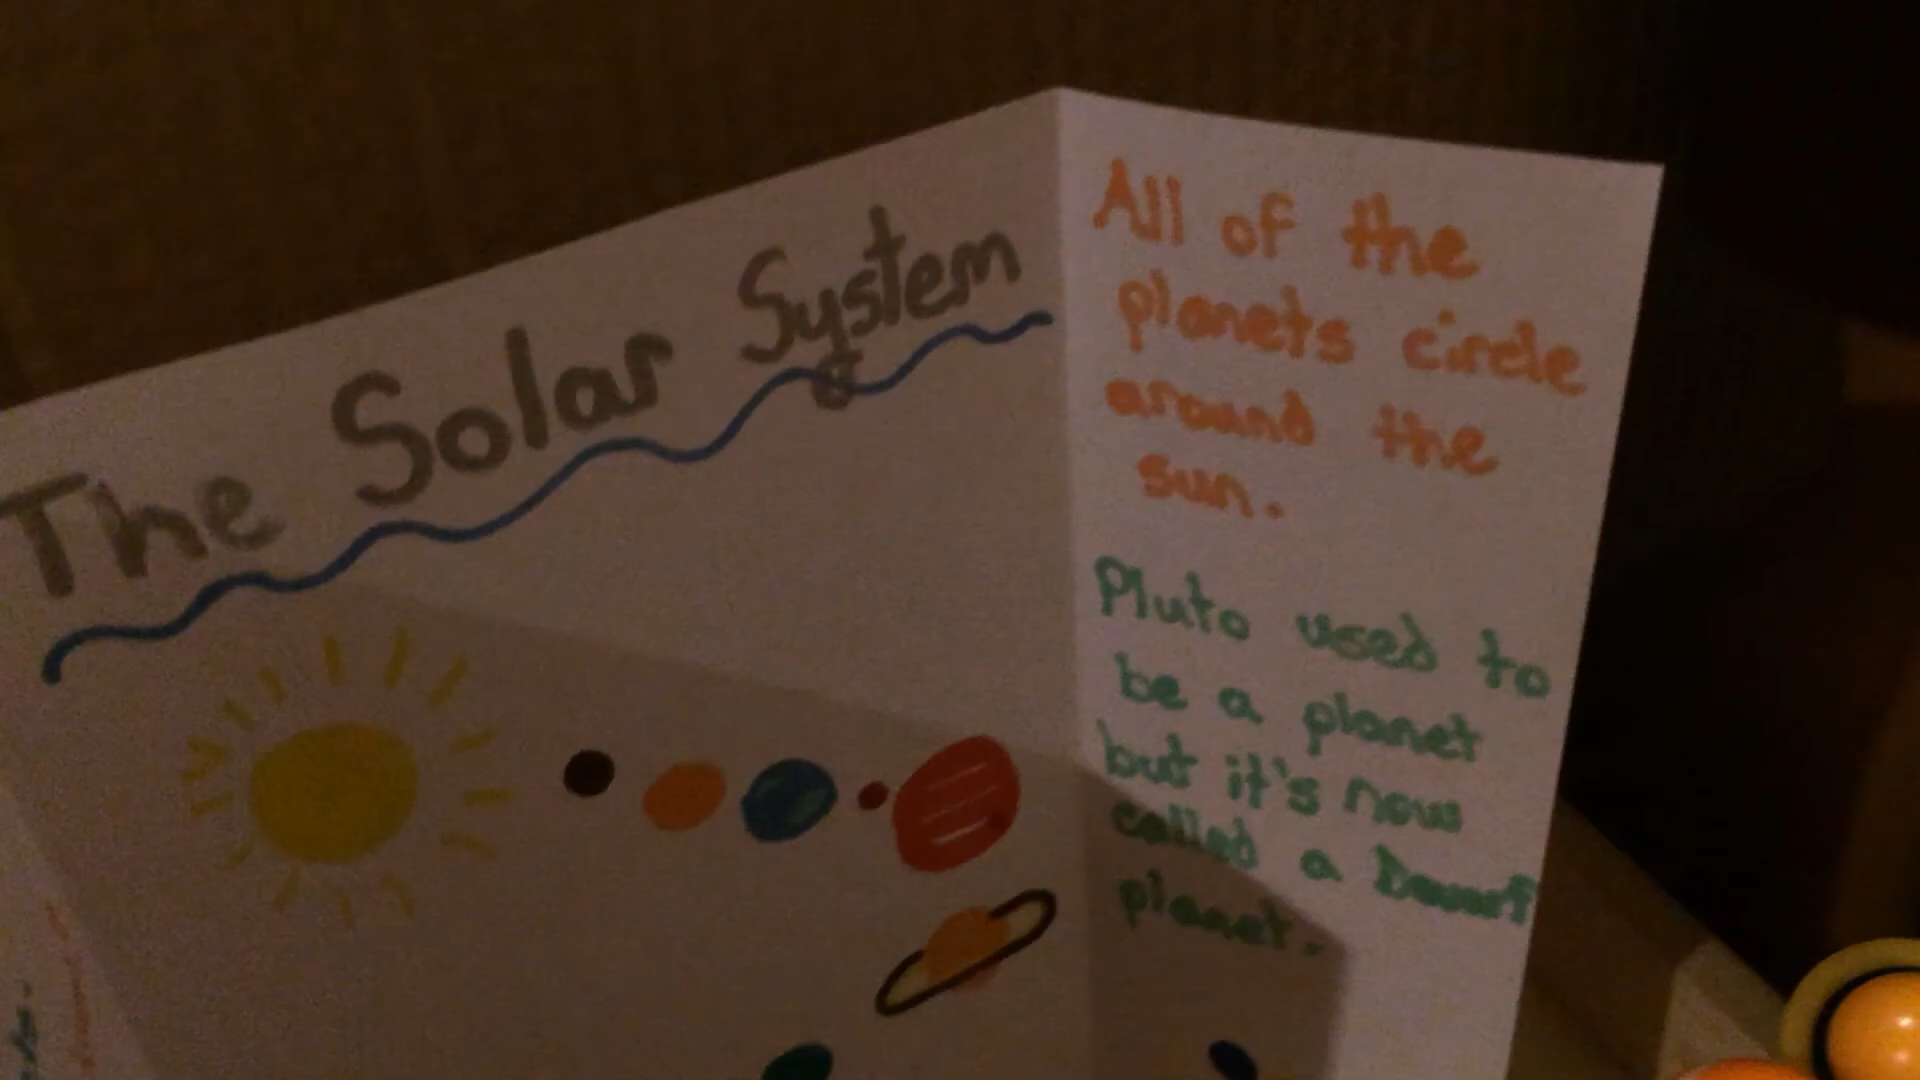 The Solar System
All of the
planets circle
around the
sun.
Pluto used to
be a planet
but it's now
called a Dwarf
planet.